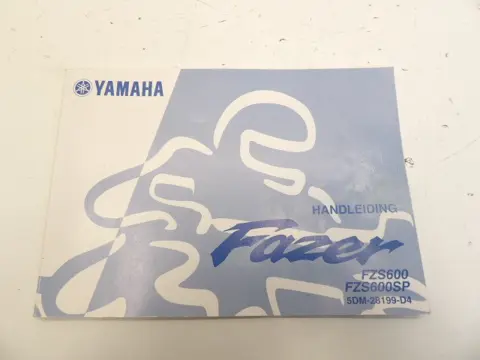 YAMAHA
HANDLEIDING
Fazer
FZS600
FZS600SP
5DM-28199-D4